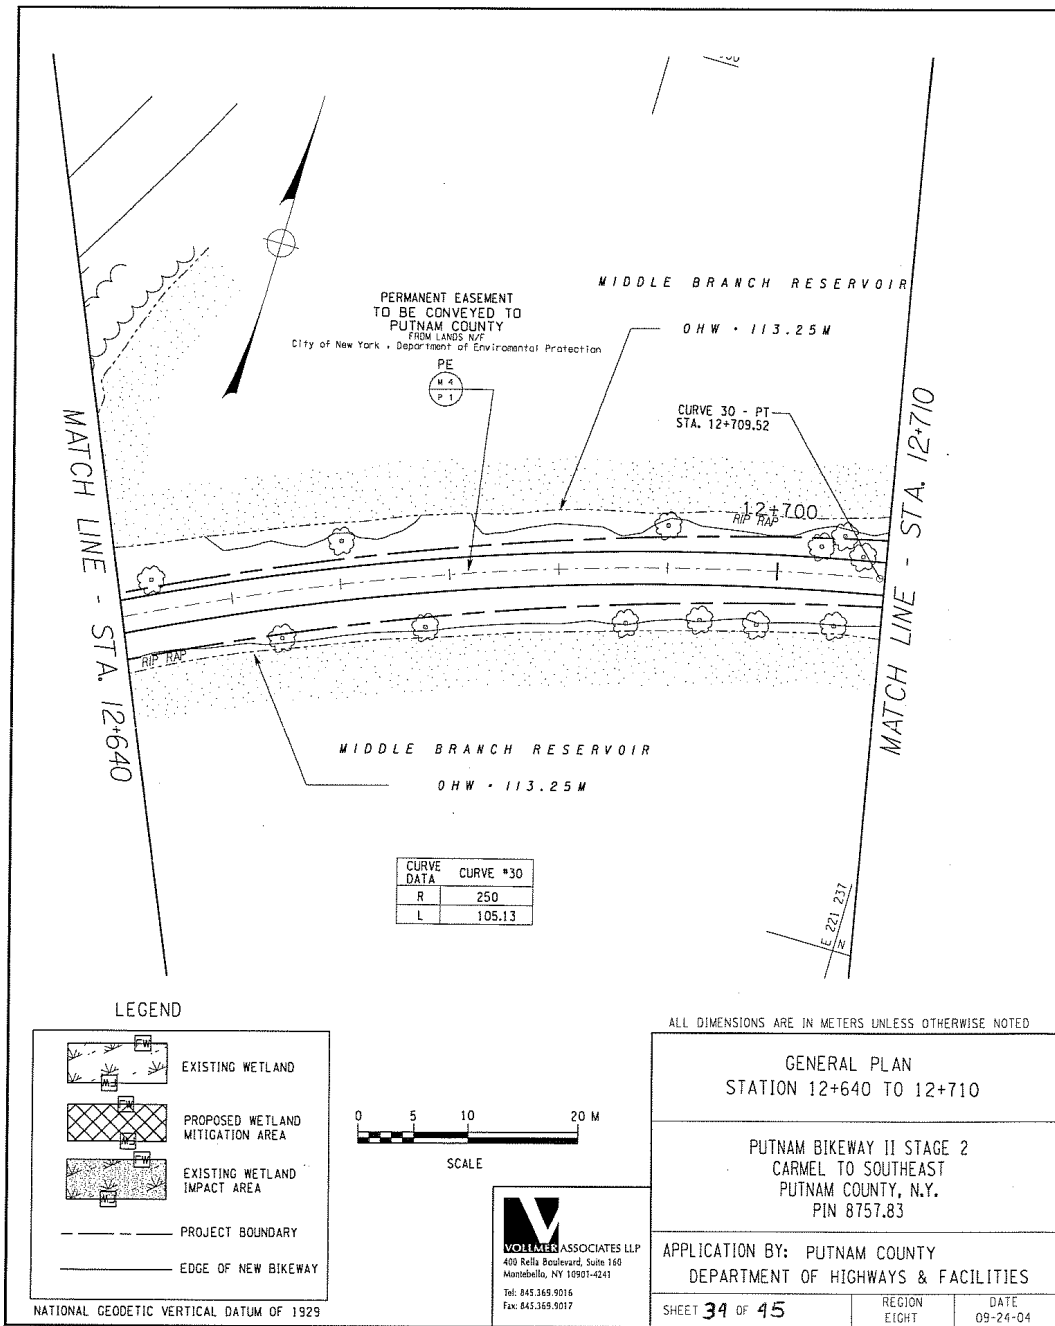 MIDDLE BRANCH RESERVOIR
OHW = 113.25M
PERMANENT EASEMENT
TO BE CONVEYED TO
PUTNAM COUNTY
FROM LANDS N/F
City of New York , Department of Enviromental Protection
PE
M 4
P 1
CURVE 30 - PT
STA. 12+709.52
MATCH LINE - STA. 12+640
MATCH LINE - STA. 12+710
12+700
RIP RAP
RIP RAP
MIDDLE BRANCH RESERVOIR
OHW = 113.25M
CURVE DATA CURVE #30
R 250
L 105.13
E 221 237
N
LEGEND
FW
FW
EXISTING WETLAND
FW
FW
PROPOSED WETLAND
MITIGATION AREA
FW
FW
EXISTING WETLAND
IMPACT AREA
PROJECT BOUNDARY
EDGE OF NEW BIKEWAY
NATIONAL GEODETIC VERTICAL DATUM OF 1929
0 5 10 20 M
SCALE
VOLLMER ASSOCIATES LLP
400 Rella Boulevard, Suite 160
Montebello, NY 10901-4241
Tel: 845.369.9016
Fax: 845.369.9017
ALL DIMENSIONS ARE IN METERS UNLESS OTHERWISE NOTED
GENERAL PLAN
STATION 12+640 TO 12+710
PUTNAM BIKEWAY II STAGE 2
CARMEL TO SOUTHEAST
PUTNAM COUNTY, N.Y.
PIN 8757.83
APPLICATION BY: PUTNAM COUNTY
DEPARTMENT OF HIGHWAYS & FACILITIES
SHEET 34 OF 45
REGION
EIGHT
DATE
09-24-04